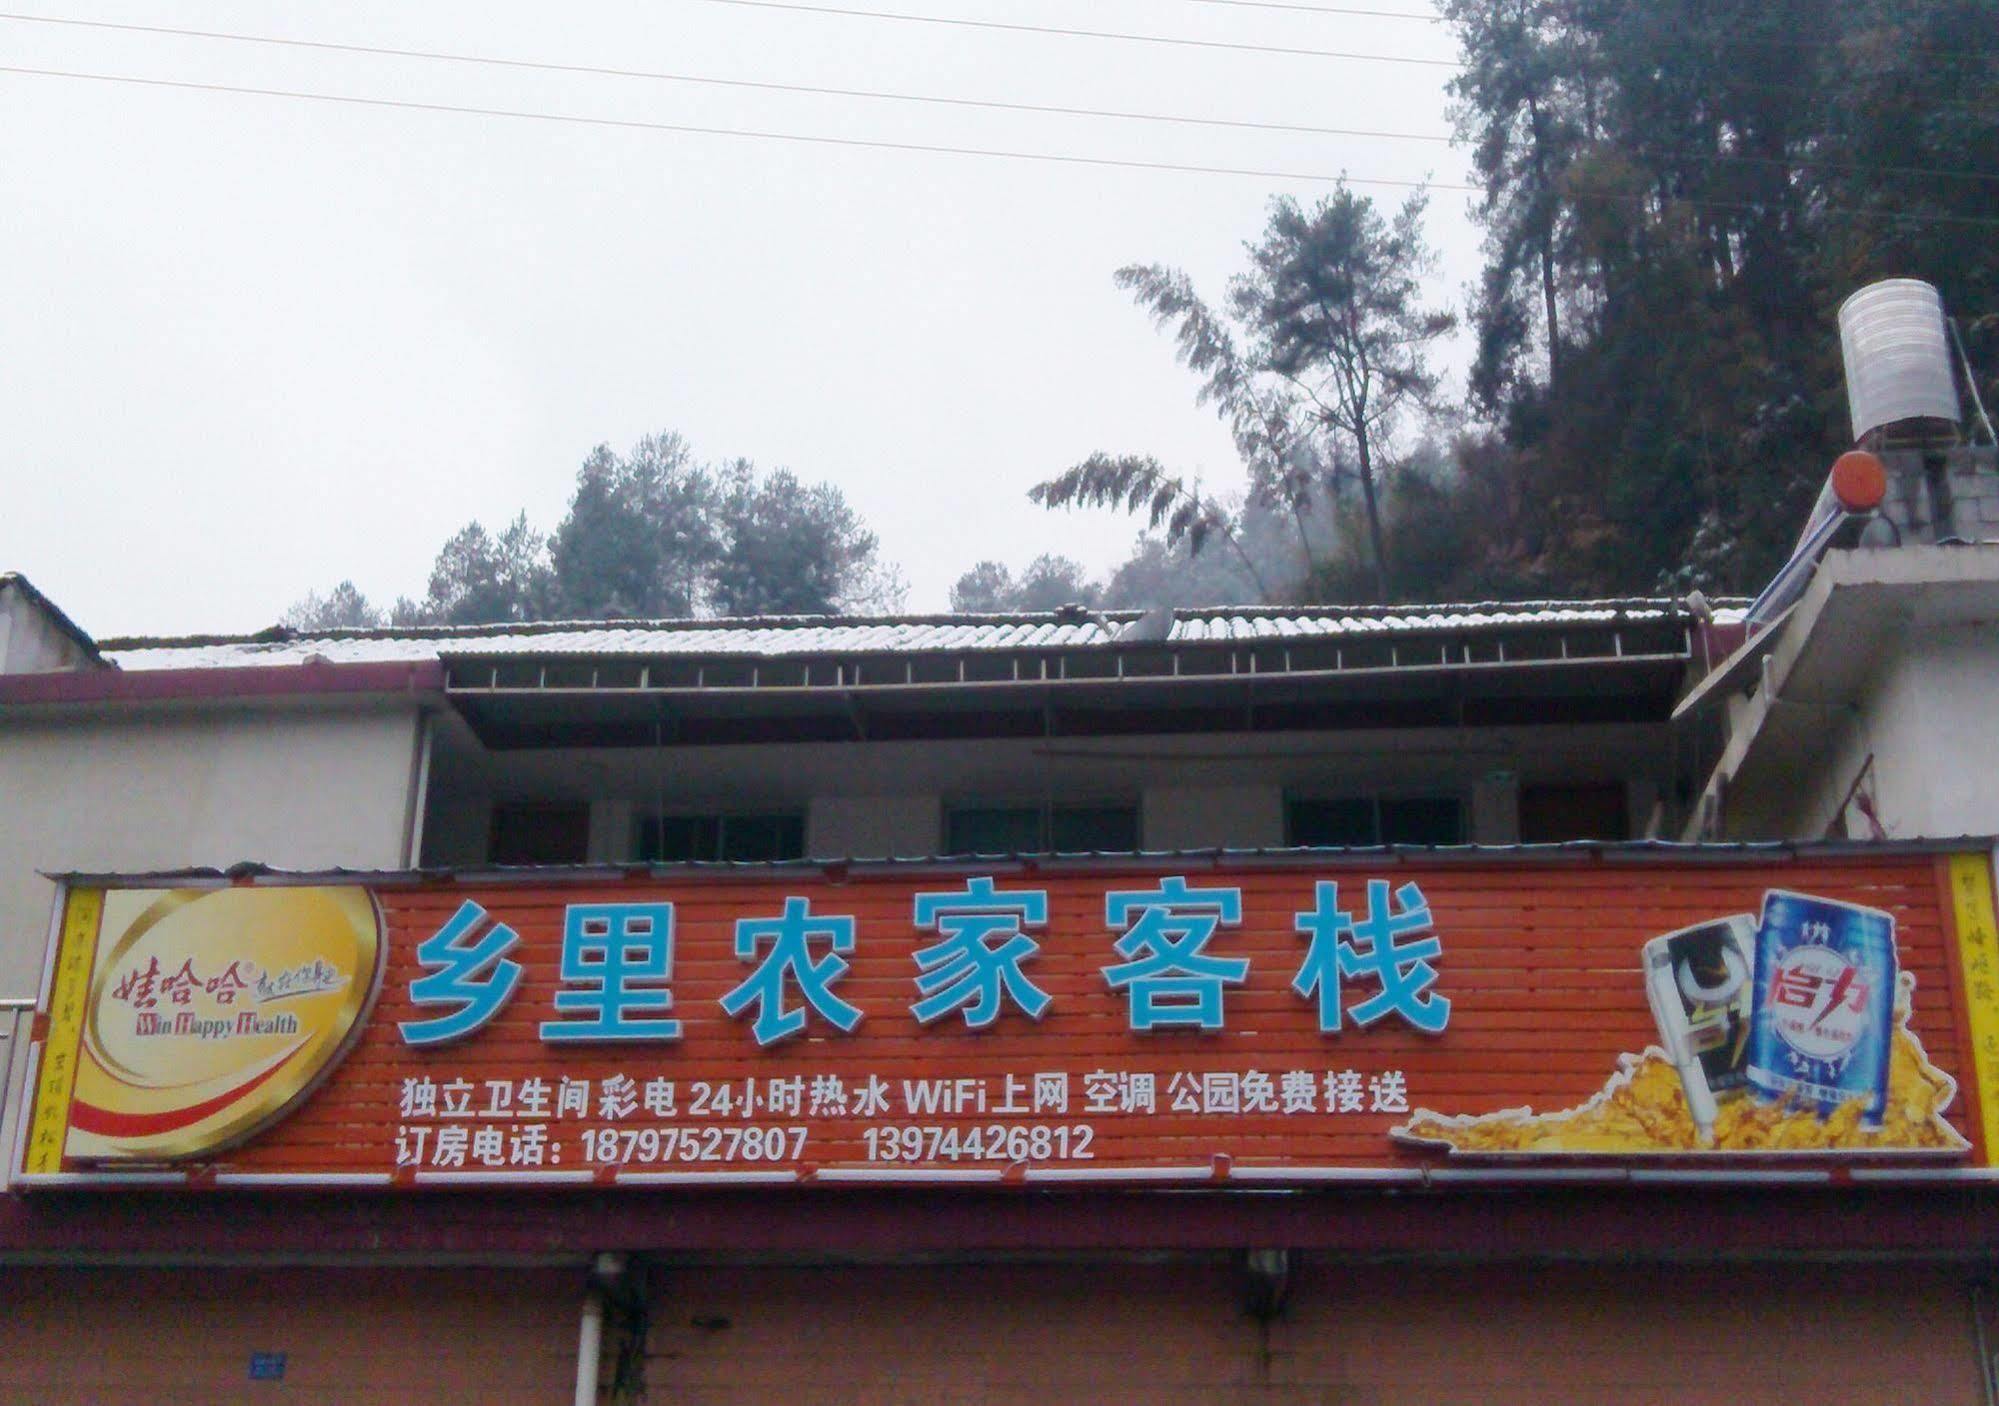 乡里农家客栈
娃哈哈®
Win Happy Health
独立卫生间 彩电 24小时热水 WiFi上网 空调 公园免费接送
订房电话：18797527807 13974426812
启力